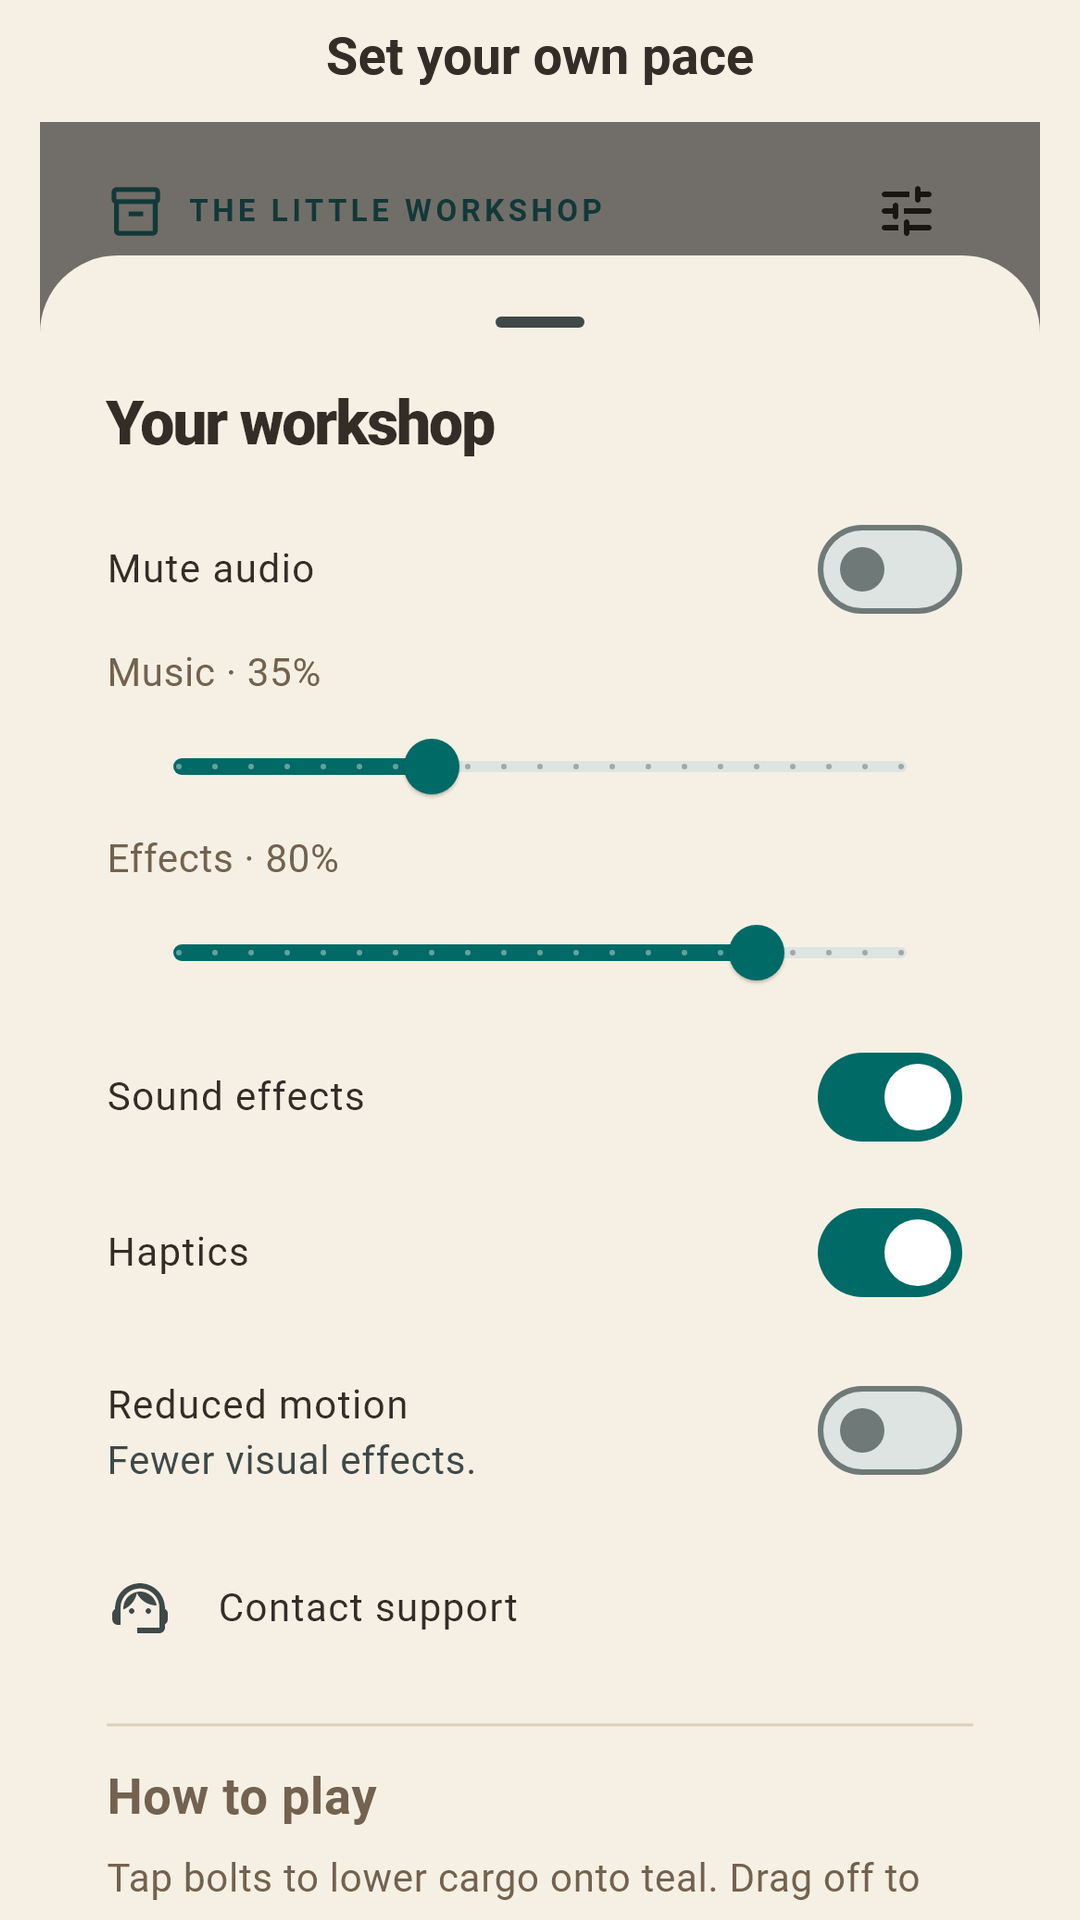 Set your own pace
THE LITTLE WORKSHOP
Your workshop
Mute audio
Music · 35%
Effects · 80%
Sound effects
Haptics
Reduced motion
Fewer visual effects.
Contact support
How to play
Tap bolts to lower cargo onto teal. Drag off to